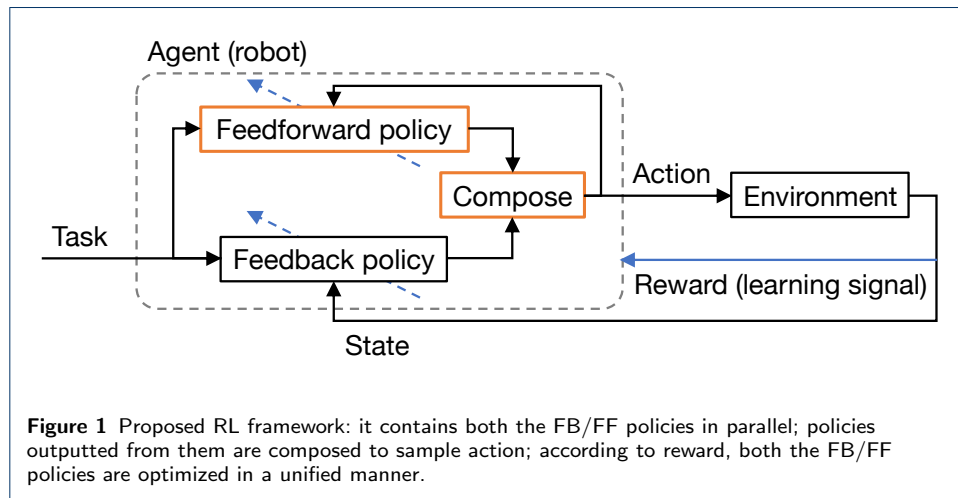 Agent (robot)
Feedforward policy
Compose
Action
Environment
Task
Feedback policy
Reward (learning signal)
State
Figure 1 Proposed RL framework: it contains both the FB/FF policies in parallel; policies
outputted from them are composed to sample action; according to reward, both the FB/FF
policies are optimized in a unified manner.